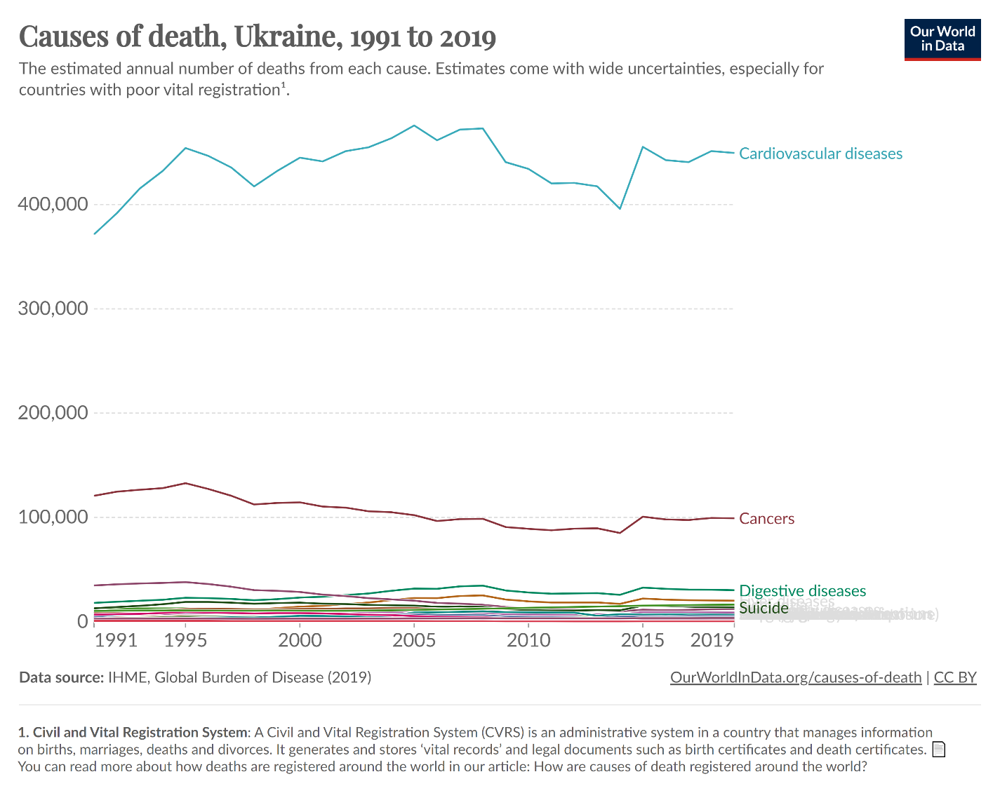 Causes of death, Ukraine, 1991 to 2019
Our World
in Data
The estimated annual number of deaths from each cause. Estimates come with wide uncertainties, especially for
countries with poor vital registration¹.
Cardiovascular diseases
400,000
300,000
200,000
100,000
Cancers
Digestive diseases
Suicide
0
1991 1995 2000 2005 2010 2015 2019
Data source: IHME, Global Burden of Disease (2019)
OurWorldInData.org/causes-of-death | CC BY
1. Civil and Vital Registration System: A Civil and Vital Registration System (CVRS) is an administrative system in a country that manages information
on births, marriages, deaths and divorces. It generates and stores ‘vital records’ and legal documents such as birth certificates and death certificates.
You can read more about how deaths are registered around the world in our article: How are causes of death registered around the world?